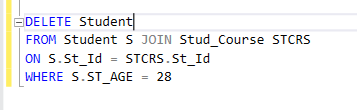 DELETE Student
FROM Student S JOIN Stud_Course STCRS
ON S.St_Id = STCRS.St_Id
WHERE S.ST_AGE = 28